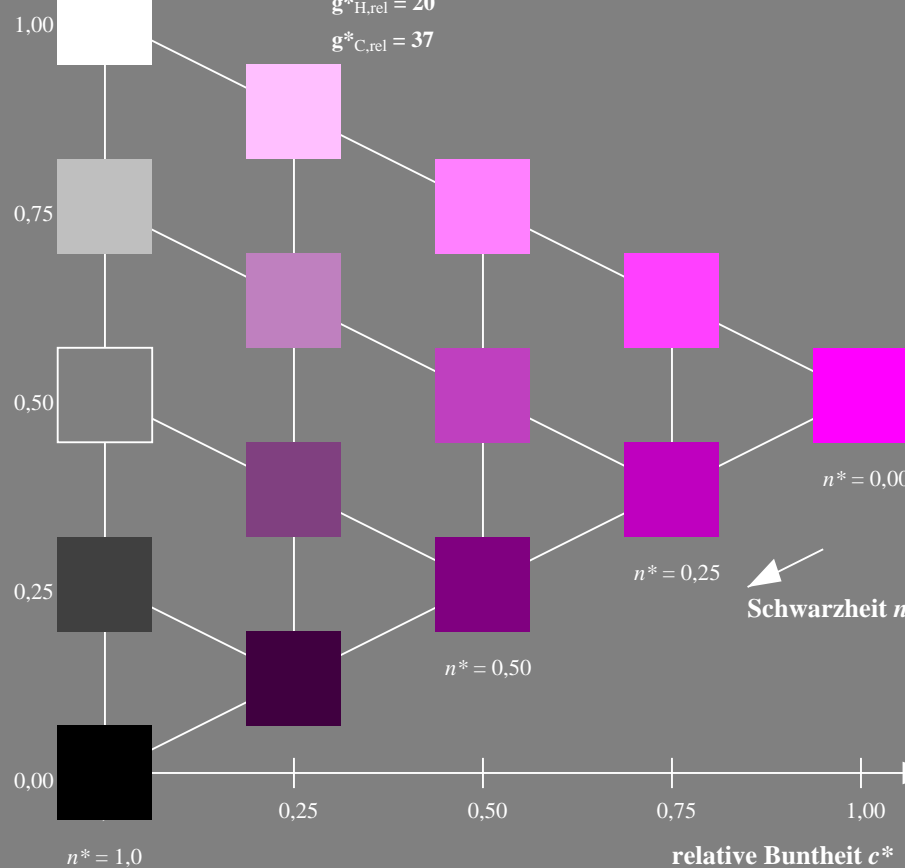 g*H,rel = 20
1,00
g*C,rel = 37
0,75
0,50
n* = 0,00
n* = 0,25
0,25
Schwarzheit n
n* = 0,50
0,00
0,25 0,50 0,75 1,00
n* = 1,0
relative Buntheit c*